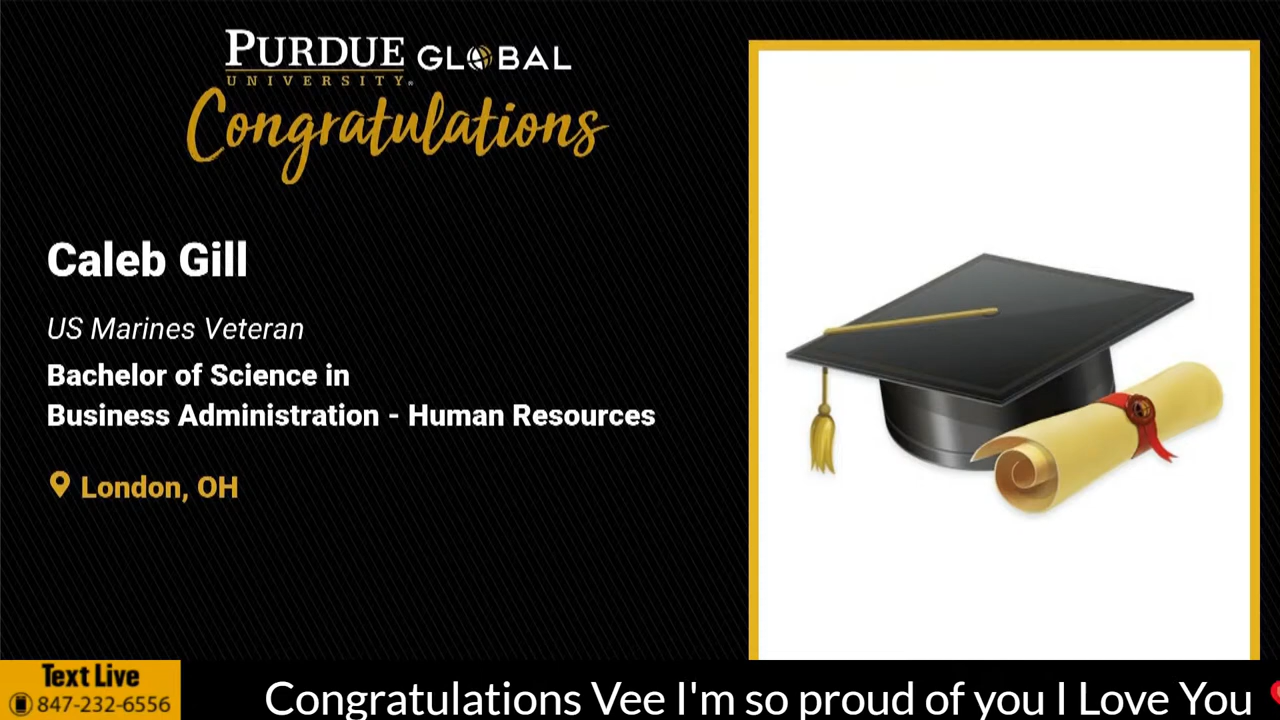 PURDUE GLOBAL
UNIVERSITY®
Congratulations
Caleb Gill
US Marines Veteran
Bachelor of Science in
Business Administration - Human Resources
London, OH
Text Live
847-232-6556
Congratulations Vee I'm so proud of you I Love You